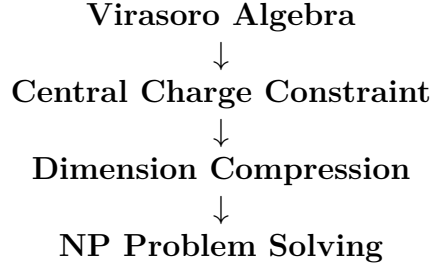 Virasoro Algebra
↓
Central Charge Constraint
↓
Dimension Compression
↓
NP Problem Solving